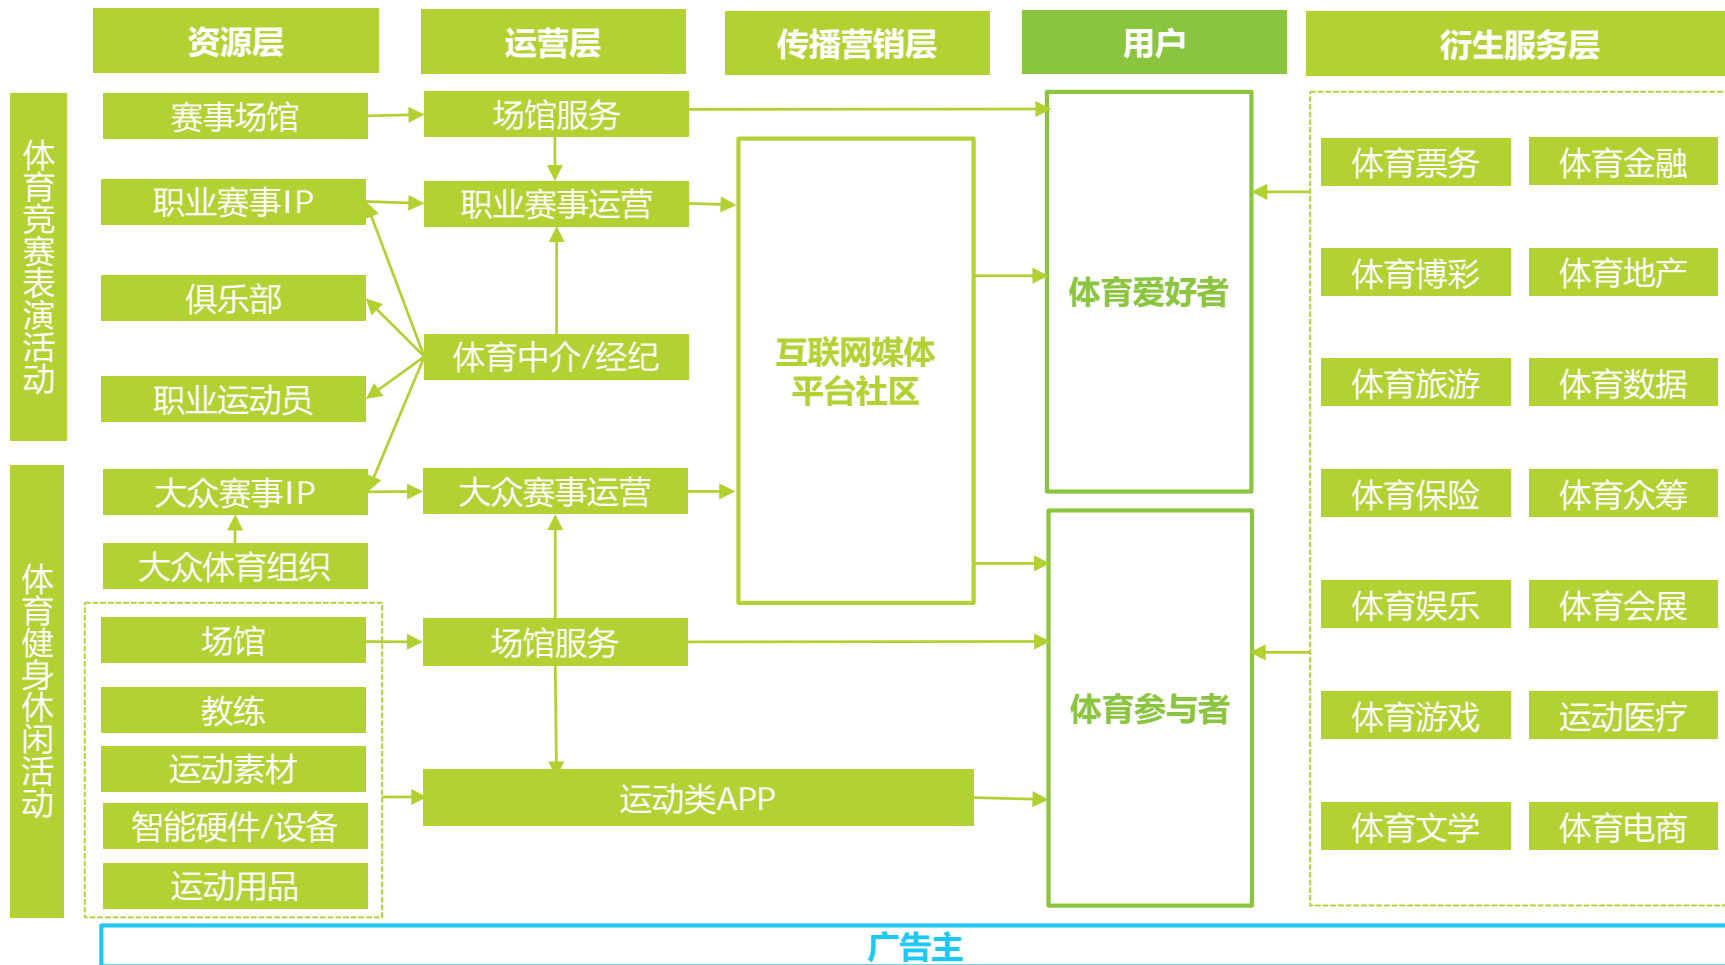 资源层
运营层
传播营销层
用户
衍生服务层
体育竞赛表演活动
赛事场馆
职业赛事IP
俱乐部
职业运动员
场馆服务
职业赛事运营
体育中介/经纪
体育健身休闲活动
大众赛事IP
大众体育组织
场馆
教练
运动素材
智能硬件/设备
运动用品
大众赛事运营
场馆服务
运动类APP
互联网媒体
平台社区
体育爱好者
体育参与者
体育票务
体育金融
体育博彩
体育地产
体育旅游
体育数据
体育保险
体育众筹
体育娱乐
体育会展
体育游戏
运动医疗
体育文学
体育电商
广告主